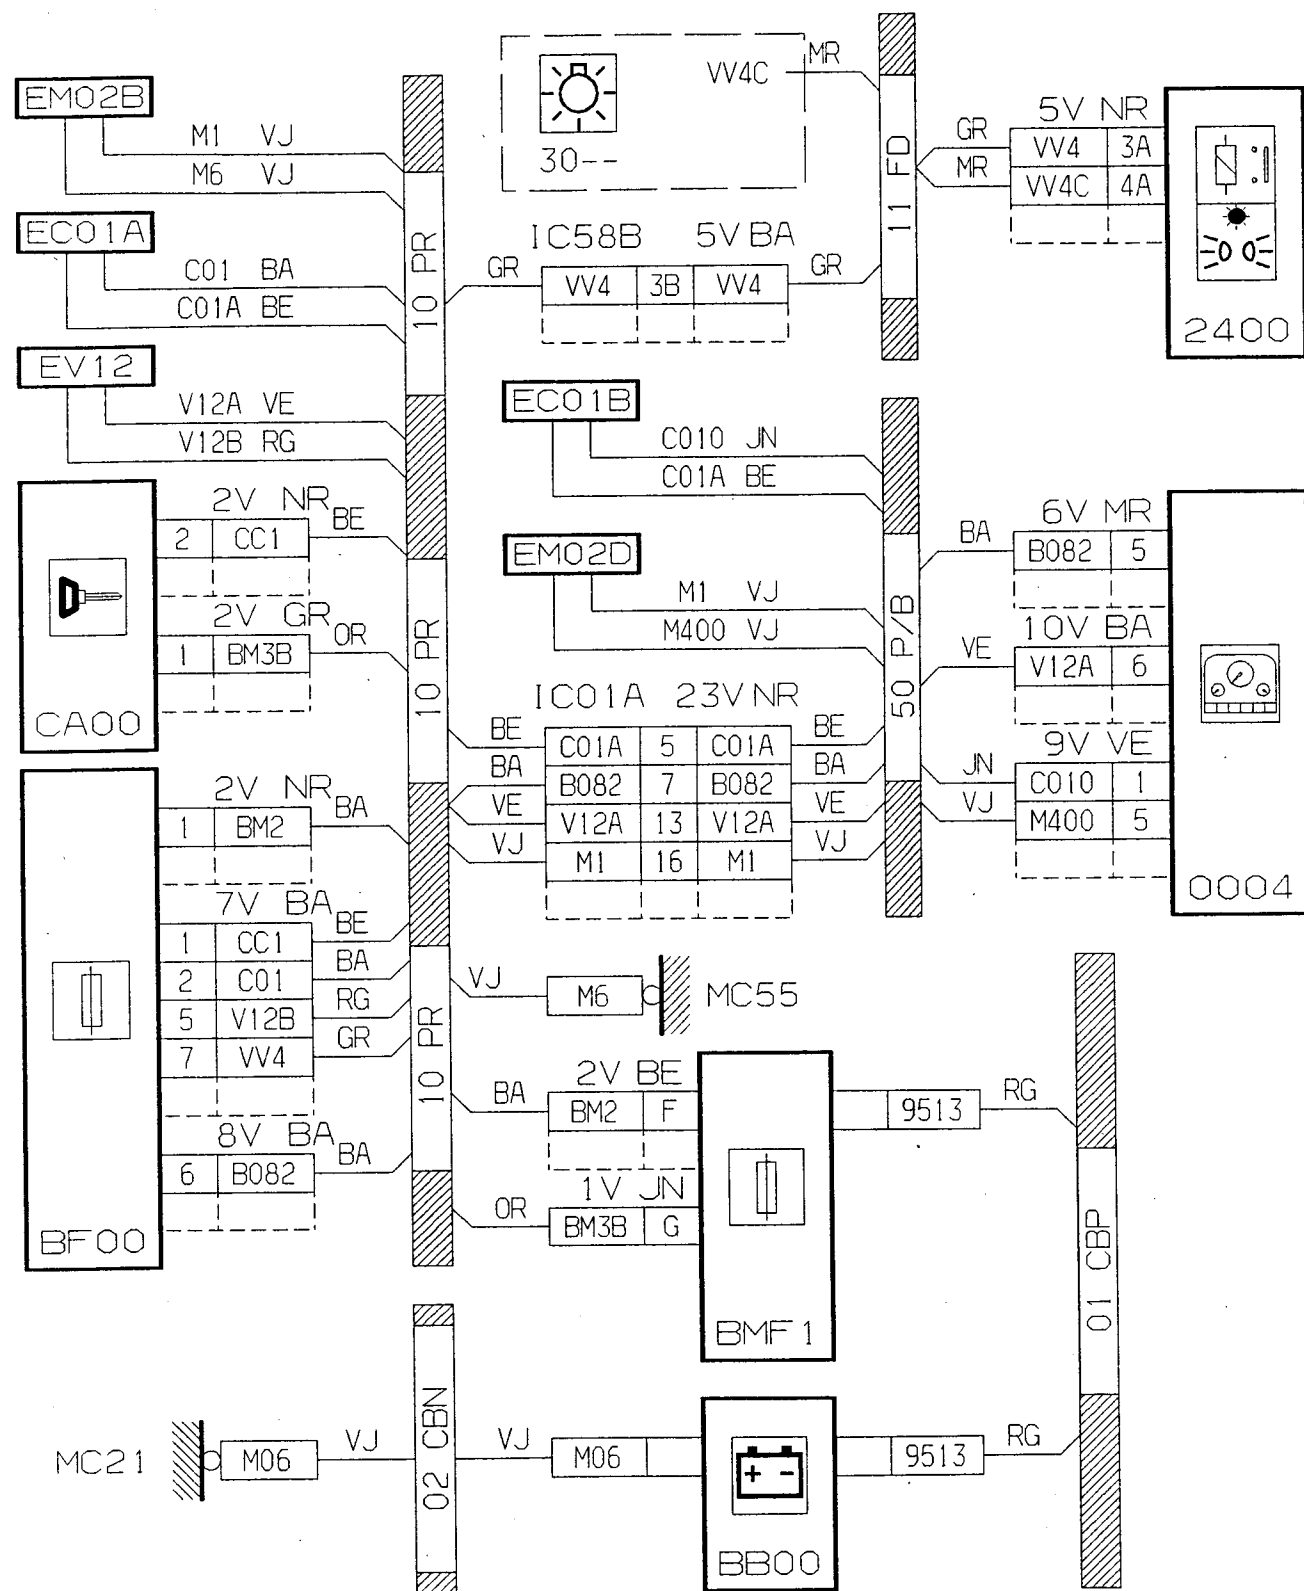 EM02B
M1 VJ
M6 VJ
EC01A
C01 BA
C01A BE
EV12
V12A VE
V12B RG
10 PR
VV4C
MR
30--
11 FD
IC58B 5V BA
GR
VV4 3B VV4
GR
GR
MR
5V NR
VV4 3A
VV4C 4A
2400
EC01B
C010 JN
C01A BE
EM02D
M1 VJ
M400 VJ
50 P/B
2V NR
2 CC1
BE
2V GR
1 BM3B
OR
CA00
10 PR
IC01A 23V NR
BE C01A 5 C01A BE
BA B082 7 B082 BA
VE V12A 13 V12A VE
VJ M1 16 M1 VJ
6V MR
BA
B082 5
10V BA
VE
V12A 6
9V VE
JN
C010 1
VJ
M400 5
0004
2V NR
1 BM2
BA
7V BA
1 CC1 BE
2 C01 BA
5 V12B RG
7 VV4 GR
8V BA
6 B082
BA
BF00
10 PR
VJ
M6
MC55
2V BE
BA
BM2 F
1V JN
OR
BM3B G
BMF1
9513
RG
01 CBP
MC21
M06
VJ
02 CBN
VJ
M06
BB00
+ -
9513
RG